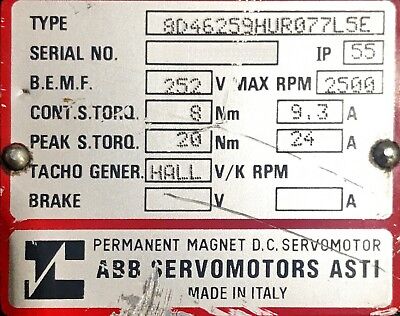 TYPE 8D46259HUR077L5E
SERIAL NO. IP 55
B.E.M.F. 252 V MAX RPM 2500
CONT.S.TORQ. 8 Nm 9.3 A
PEAK S.TORQ. 20 Nm 24 A
TACHO GENER. HALL V/K RPM
BRAKE V A
PERMANENT MAGNET D.C. SERVOMOTOR
ABB SERVOMOTORS ASTI
MADE IN ITALY